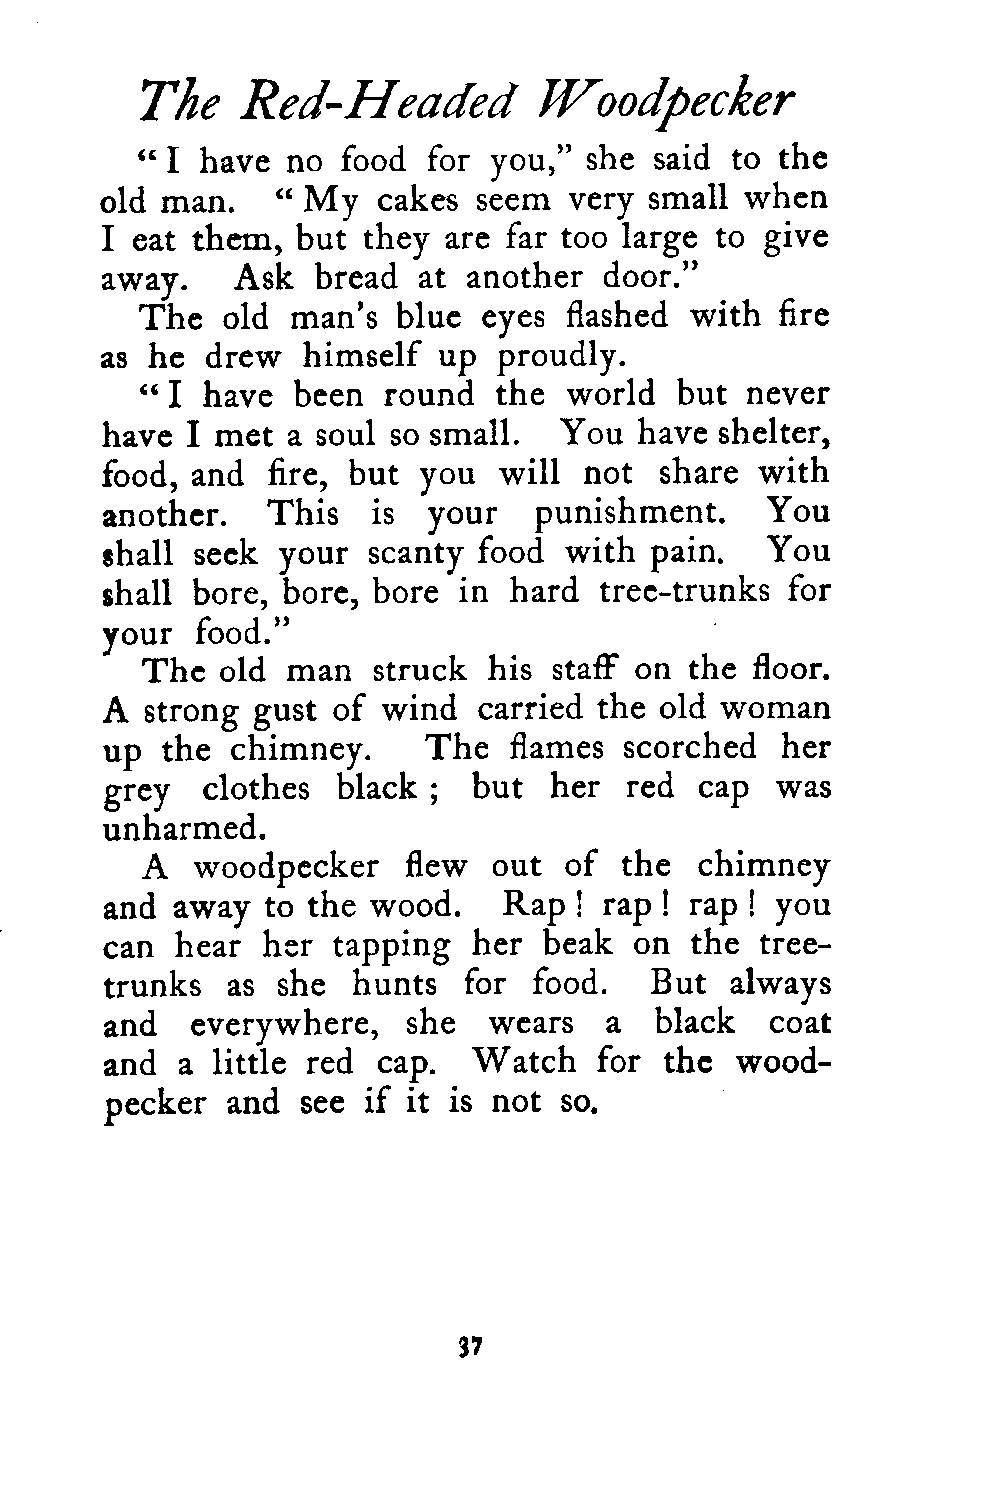 The Red-Headed Woodpecker
“I have no food for you,” she said to the
old man. “My cakes seem very small when
I eat them, but they are far too large to give
away. Ask bread at another door.”
The old man's blue eyes flashed with fire
as he drew himself up proudly.
“I have been round the world but never
have I met a soul so small. You have shelter,
food, and fire, but you will not share with
another. This is your punishment. You
shall seek your scanty food with pain. You
shall bore, bore, bore in hard tree-trunks for
your food.”
The old man struck his staff on the floor.
A strong gust of wind carried the old woman
up the chimney. The flames scorched her
grey clothes black; but her red cap was
unharmed.
A woodpecker flew out of the chimney
and away to the wood. Rap! rap! rap! you
can hear her tapping her beak on the tree-
trunks as she hunts for food. But always
and everywhere, she wears a black coat
and a little red cap. Watch for the wood-
pecker and see if it is not so.
37